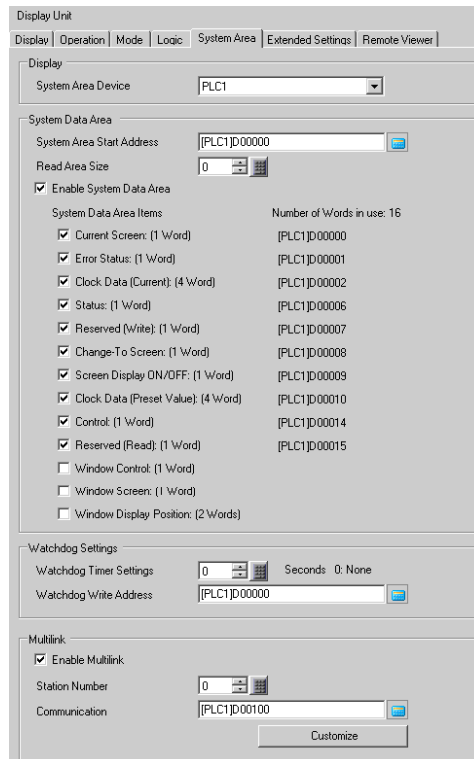 Display Unit
Display Operation Mode Logic System Area Extended Settings Remote Viewer
Display
System Area Device PLC1
System Data Area
System Area Start Address [PLC1]D00000
Read Area Size 0
Enable System Data Area
System Data Area Items Number of Words in use: 16
Current Screen: (1 Word) [PLC1]D00000
Error Status: (1 Word) [PLC1]D00001
Clock Data (Current): (4 Word) [PLC1]D00002
Status: (1 Word) [PLC1]D00006
Reserved (Write): (1 Word) [PLC1]D00007
Change-To Screen: (1 Word) [PLC1]D00008
Screen Display ON/OFF: (1 Word) [PLC1]D00009
Clock Data (Preset Value): (4 Word) [PLC1]D00010
Control: (1 Word) [PLC1]D00014
Reserved (Read): (1 Word) [PLC1]D00015
Window Control: (1 Word)
Window Screen: (1 Word)
Window Display Position: (2 Words)
Watchdog Settings
Watchdog Timer Settings 0 Seconds 0: None
Watchdog Write Address [PLC1]D00000
Multilink
Enable Multilink
Station Number 0
Communication [PLC1]D00100
Customize